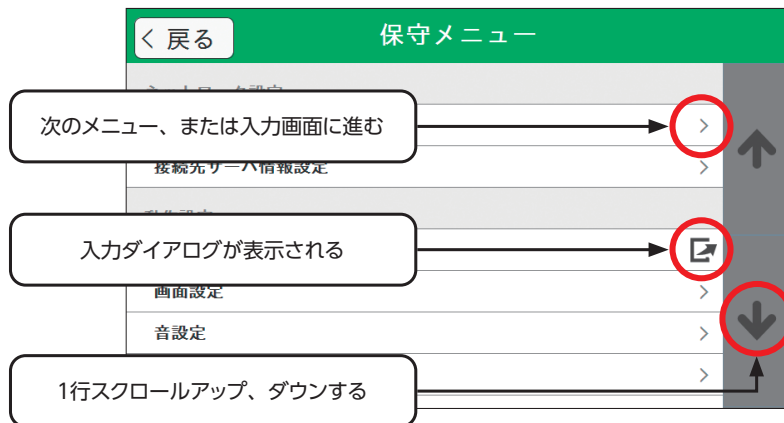 戻る
保守メニュー
次のメニュー、または入力画面に進む
接続先サーバ情報設定
入力ダイアログが表示される
画面設定
音設定
1行スクロールアップ、ダウンする